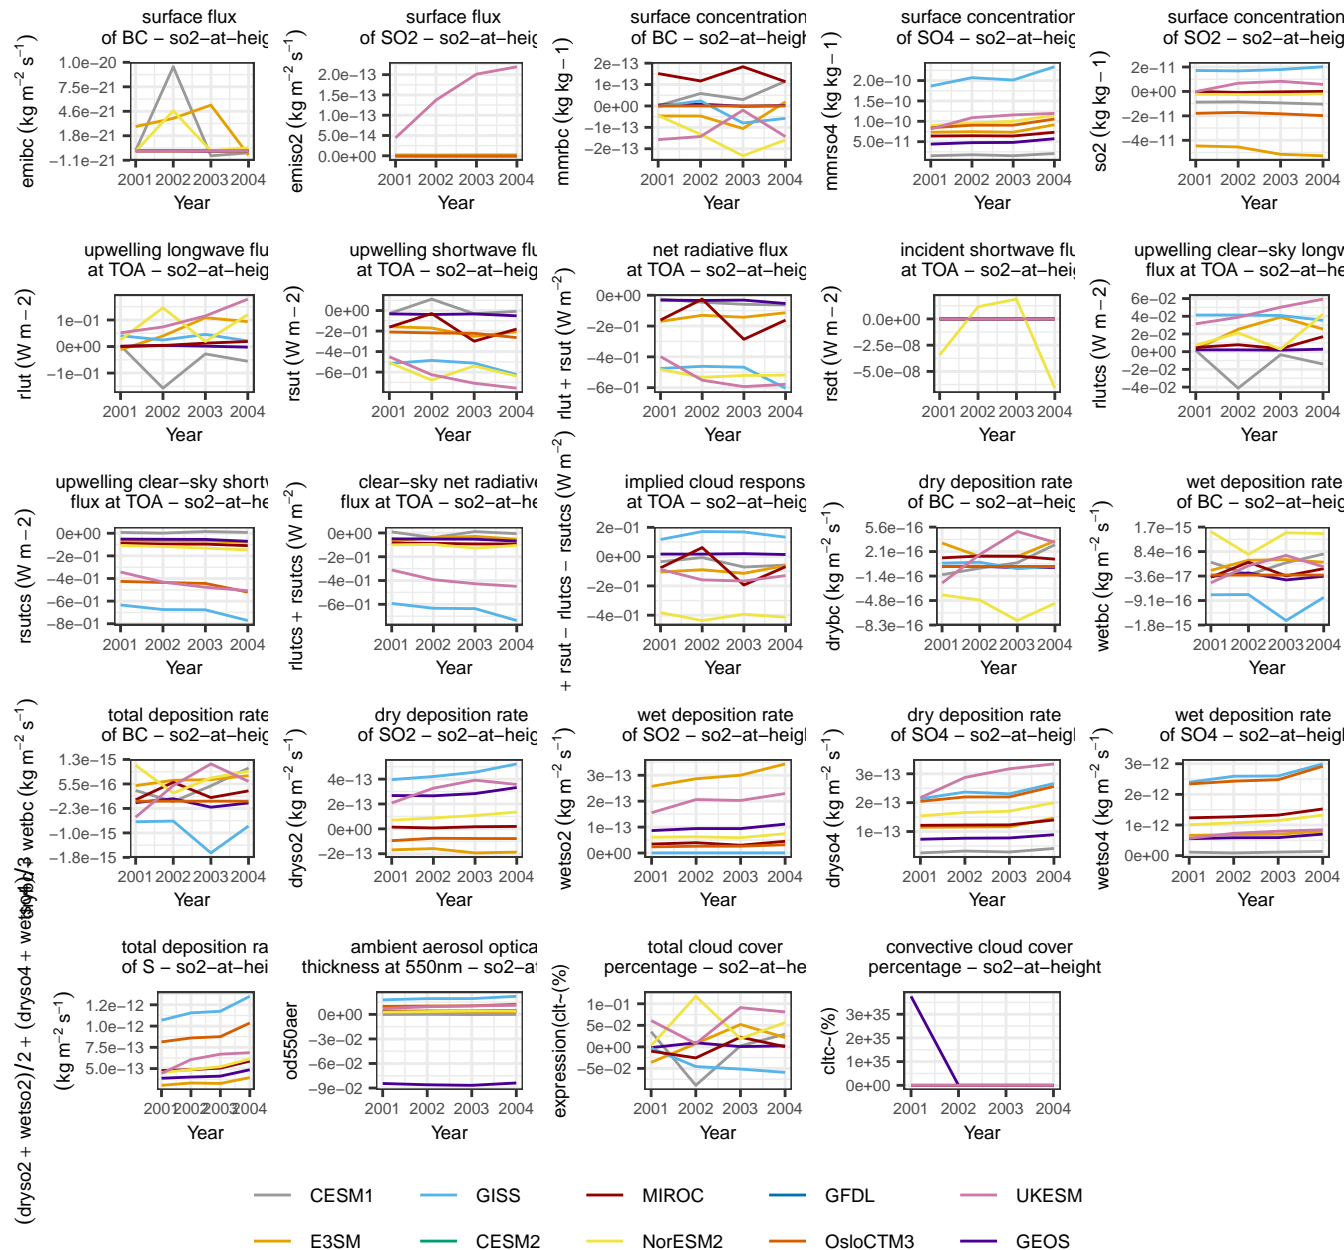 surface flux
of BC − so2−at−heig
emibc (kg m−2 s−1)
1.0e−20
7.5e−21
4.6e−21
1.8e−21
−1.1e−21
2001 2002 2003 2004
Year
surface flux
of SO2 − so2−at−heig
emiso2 (kg m−2 s−1)
2.0e−13
1.5e−13
1.0e−13
5.0e−14
0.0e+00
2001 2002 2003 2004
Year
surface concentration
of BC − so2−at−heigh
mmrbc (kg kg − 1)
2e−13
1e−13
0e+00
−1e−13
−2e−13
2001 2002 2003 2004
Year
surface concentration
of SO4 − so2−at−heig
mmrso4 (kg kg − 1)
2.0e−10
1.5e−10
1.0e−10
5.0e−11
2001 2002 2003 2004
Year
surface concentration
of SO2 − so2−at−heig
so2 (kg kg − 1)
2e−11
0e+00
−2e−11
−4e−11
2001 2002 2003 2004
Year
upwelling longwave flu
at TOA − so2−at−heig
rlut (W m − 2)
1e−01
0e+00
−1e−01
2001 2002 2003 2004
Year
upwelling shortwave flu
at TOA − so2−at−heig
rsut (W m − 2)
0e+00
−2e−01
−4e−01
−6e−01
2001 2002 2003 2004
Year
net radiative flux
at TOA − so2−at−heig
rlut + rsut (W m−2)
0e+00
−2e−01
−4e−01
−6e−01
2001 2002 2003 2004
Year
incident shortwave flu
at TOA − so2−at−heig
rsdt (W m − 2)
0.0e+00
−2.5e−08
−5.0e−08
2001 2002 2003 2004
Year
upwelling clear−sky longw
flux at TOA − so2−at−heig
rlutcs (W m − 2)
6e−02
4e−02
2e−02
0e+00
−2e−02
−4e−02
2001 2002 2003 2004
Year
upwelling clear−sky shortw
flux at TOA − so2−at−heig
rsutcs (W m − 2)
0e+00
−2e−01
−4e−01
−6e−01
−8e−01
2001 2002 2003 2004
Year
clear−sky net radiative
flux at TOA − so2−at−he
rlutcs + rsutcs (W m−2)
0e+00
−2e−01
−4e−01
−6e−01
2001 2002 2003 2004
Year
implied cloud respons
at TOA − so2−at−heig
+ rsut − rlutcs − rsutcs (W m−2)
2e−01
0e+00
−2e−01
−4e−01
2001 2002 2003 2004
Year
dry deposition rate
of BC − so2−at−heig
drybc (kg m−2 s−1)
5.6e−16
2.1e−16
−1.4e−16
−4.8e−16
−8.3e−16
2001 2002 2003 2004
Year
wet deposition rate
of BC − so2−at−heig
wetbc (kg m−2 s−1)
1.7e−15
8.4e−16
−3.6e−17
−9.1e−16
−1.8e−15
2001 2002 2003 2004
Year
total deposition rate
of BC − so2−at−heig
wetbc (kg m−2 s−1)
1.3e−15
5.5e−16
−2.3e−16
−1.0e−15
−1.8e−15
2001 2002 2003 2004
Year
dry deposition rate
of SO2 − so2−at−heig
dryso2 (kg m−2 s−1)
4e−13
2e−13
0e+00
−2e−13
2001 2002 2003 2004
Year
wet deposition rate
of SO2 − so2−at−heigl
wetso2 (kg m−2 s−1)
3e−13
2e−13
1e−13
0e+00
2001 2002 2003 2004
Year
dry deposition rate
of SO4 − so2−at−heigl
dryso4 (kg m−2 s−1)
3e−13
2e−13
1e−13
2001 2002 2003 2004
Year
wet deposition rate
of SO4 − so2−at−heigl
wetso4 (kg m−2 s−1)
3e−12
2e−12
1e−12
0e+00
2001 2002 2003 2004
Year
total deposition ra
of S − so2−at−hei
(dryso2 + wetso2)/2 + (dryso4 + wetso4)/3
(kg m−2 s−1)
1.2e−12
1.0e−12
7.5e−13
5.0e−13
2001 2002 2003 2004
Year
ambient aerosol optica
thickness at 550nm − so2−at
od550aer
0e+00
−3e−02
−6e−02
−9e−02
2001 2002 2003 2004
Year
total cloud cover
percentage − so2−at−he
expression(clt~(%)
1e−01
5e−02
0e+00
−5e−02
2001 2002 2003 2004
Year
convective cloud cover
percentage − so2−at−height
cltc~(%)
3e+35
2e+35
1e+35
0e+00
2001 2002 2003 2004
Year
CESM1 GISS MIROC GFDL UKESM
E3SM CESM2 NorESM2 OsloCTM3 GEOS